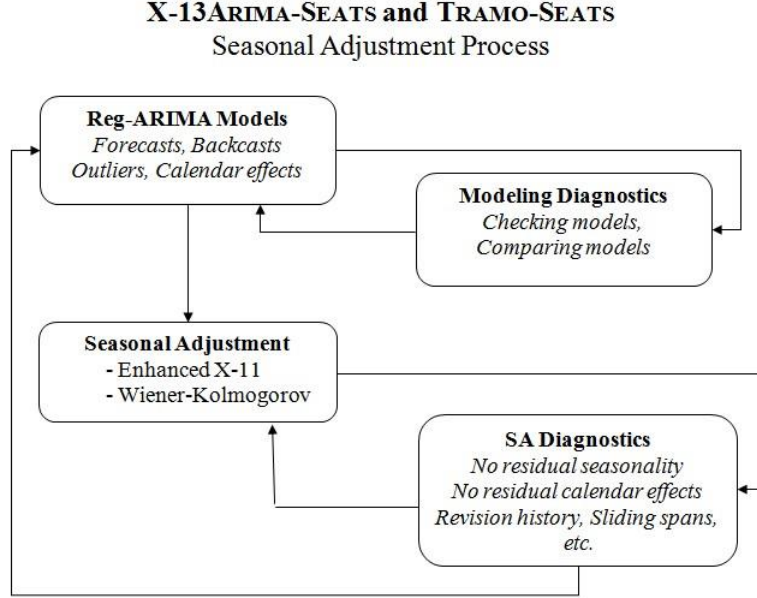 X-13ARIMA-SEATS and TRAMO-SEATS
Seasonal Adjustment Process
Reg-ARIMA Models
Forecasts, Backcasts
Outliers, Calendar effects
Modeling Diagnostics
Checking models,
Comparing models
Seasonal Adjustment
- Enhanced X-11
- Wiener-Kolmogorov
SA Diagnostics
No residual seasonality
No residual calendar effects
Revision history, Sliding spans,
etc.